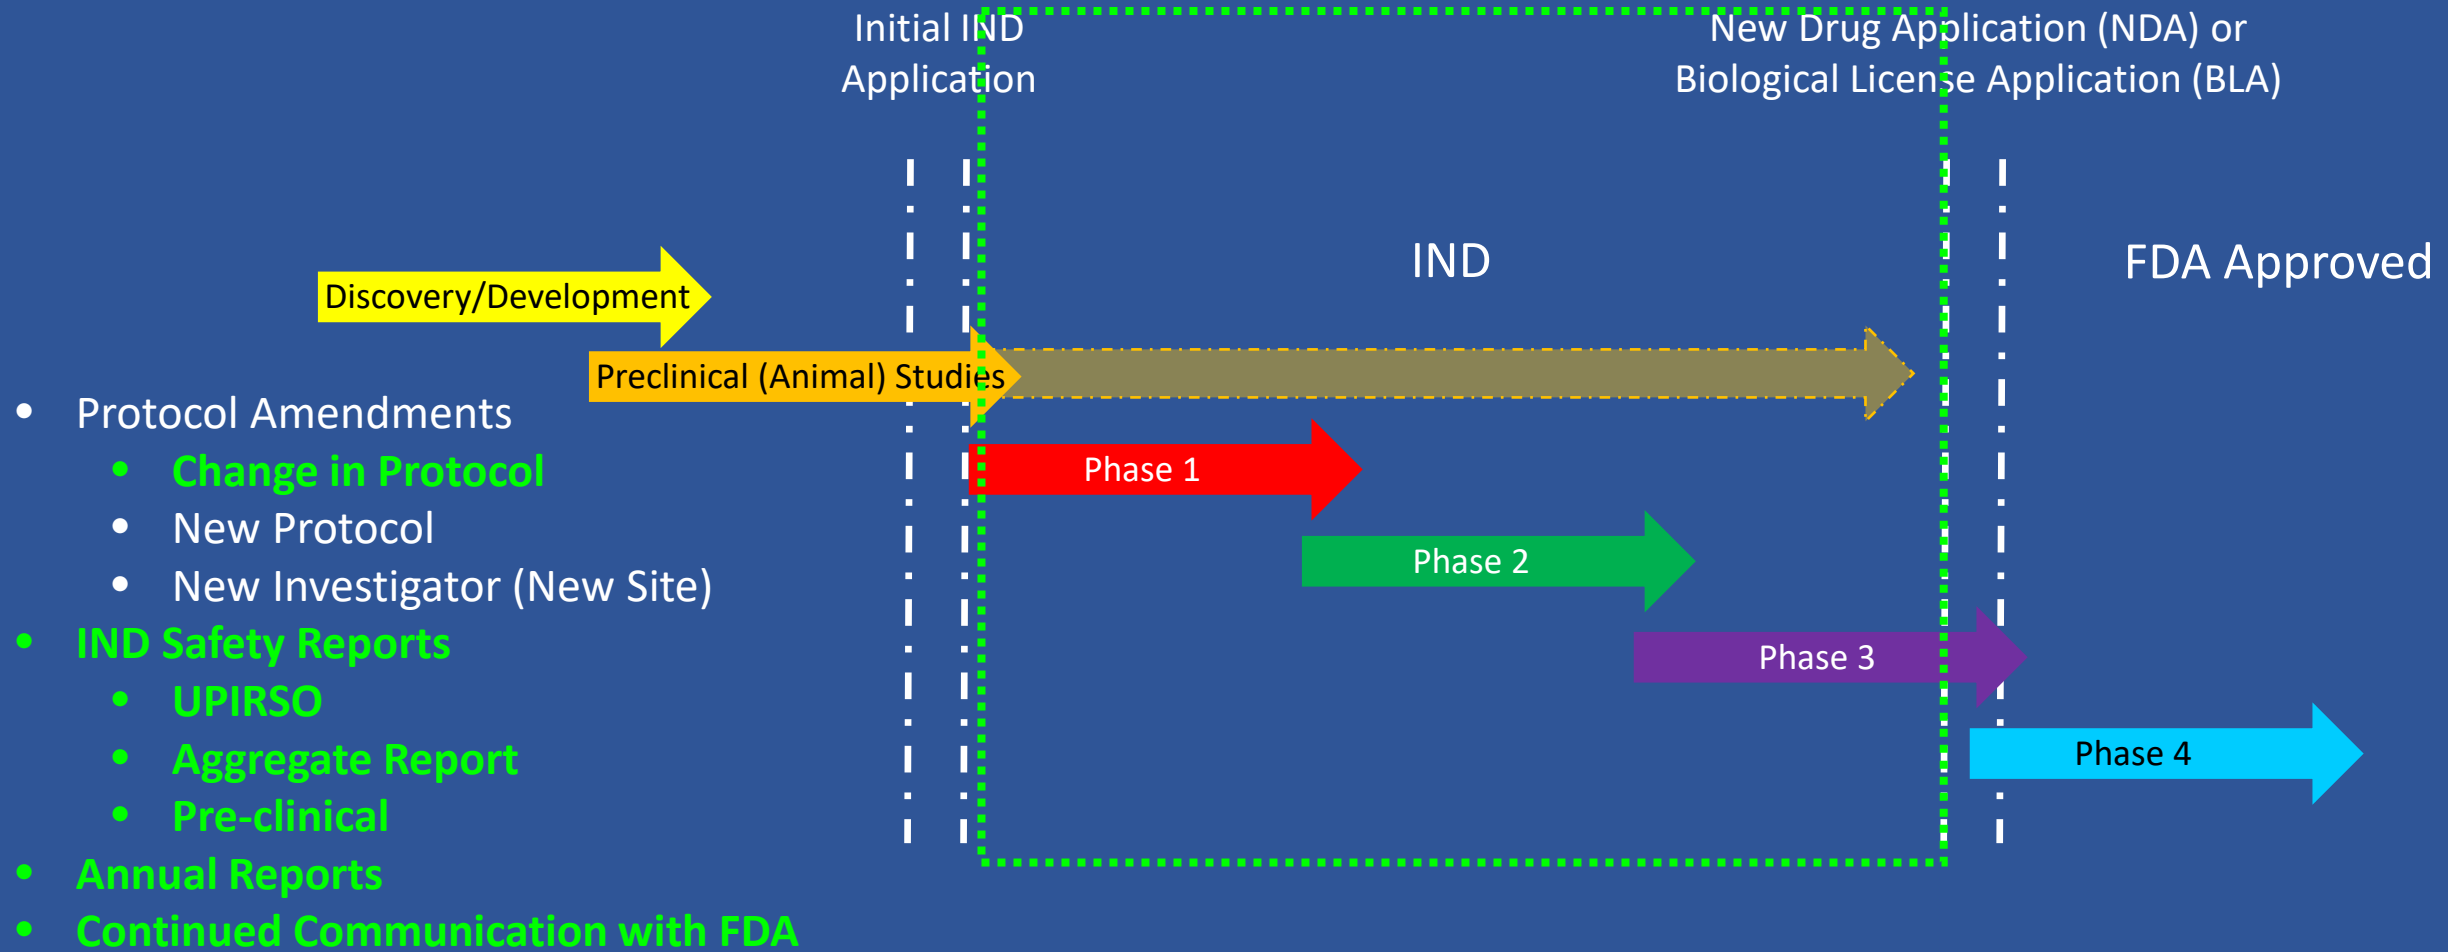 Initial IND
Application
New Drug Application (NDA) or
Biological License Application (BLA)
IND
FDA Approved
Discovery/Development
Preclinical (Animal) Studies
Phase 1
Phase 2
Phase 3
Phase 4
• Protocol Amendments
• Change in Protocol
• New Protocol
• New Investigator (New Site)
• IND Safety Reports
• UPIRSO
• Aggregate Report
• Pre-clinical
• Annual Reports
• Continued Communication with FDA